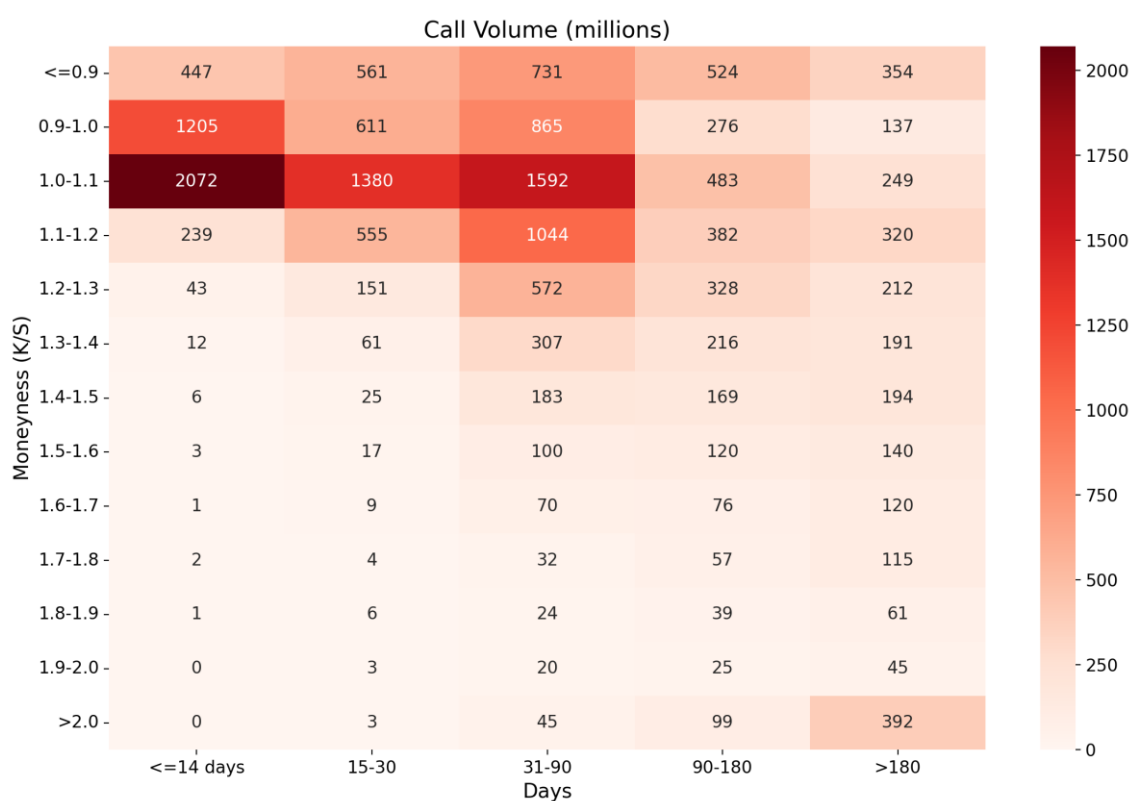 Call Volume (millions)
<=0.9 447 561 731 524 354
0.9-1.0 1205 611 865 276 137
1.0-1.1 2072 1380 1592 483 249
1.1-1.2 239 555 1044 382 320
1.2-1.3 43 151 572 328 212
1.3-1.4 12 61 307 216 191
1.4-1.5 6 25 183 169 194
1.5-1.6 3 17 100 120 140
1.6-1.7 1 9 70 76 120
1.7-1.8 2 4 32 57 115
1.8-1.9 1 6 24 39 61
1.9-2.0 0 3 20 25 45
>2.0 0 3 45 99 392
<=14 days 15-30 31-90 90-180 >180
Days
Moneyness (K/S)
2000
1750
1500
1250
1000
750
500
250
0